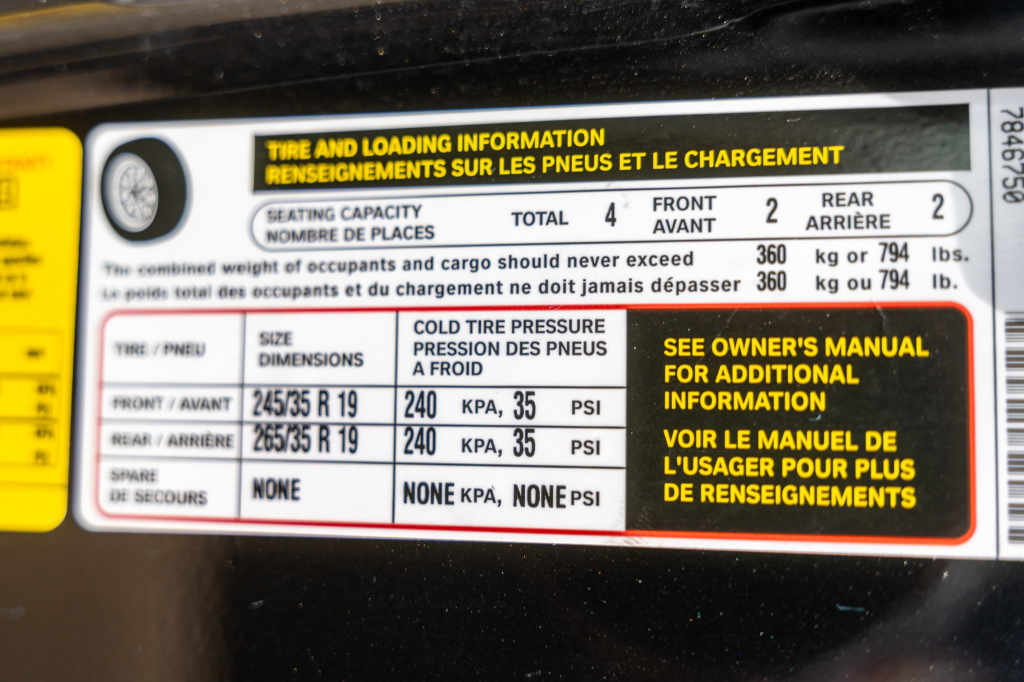 TIRE AND LOADING INFORMATION
RENSEIGNEMENTS SUR LES PNEUS ET LE CHARGEMENT
SEATING CAPACITY
NOMBRE DE PLACES
TOTAL 4
FRONT
AVANT
2
REAR
ARRIÈRE
2
The combined weight of occupants and cargo should never exceed 360 kg or 794 lbs.
Le poids total des occupants et du chargement ne doit jamais dépasser 360 kg ou 794 lb.
TIRE / PNEU
SIZE
DIMENSIONS
COLD TIRE PRESSURE
PRESSION DES PNEUS
A FROID
FRONT / AVANT 245/35 R 19 240 KPA, 35 PSI
REAR / ARRIÈRE 265/35 R 19 240 KPA, 35 PSI
SPARE
DE SECOURS
NONE NONE KPA, NONE PSI
SEE OWNER'S MANUAL
FOR ADDITIONAL
INFORMATION
VOIR LE MANUEL DE
L'USAGER POUR PLUS
DE RENSEIGNEMENTS
7846750